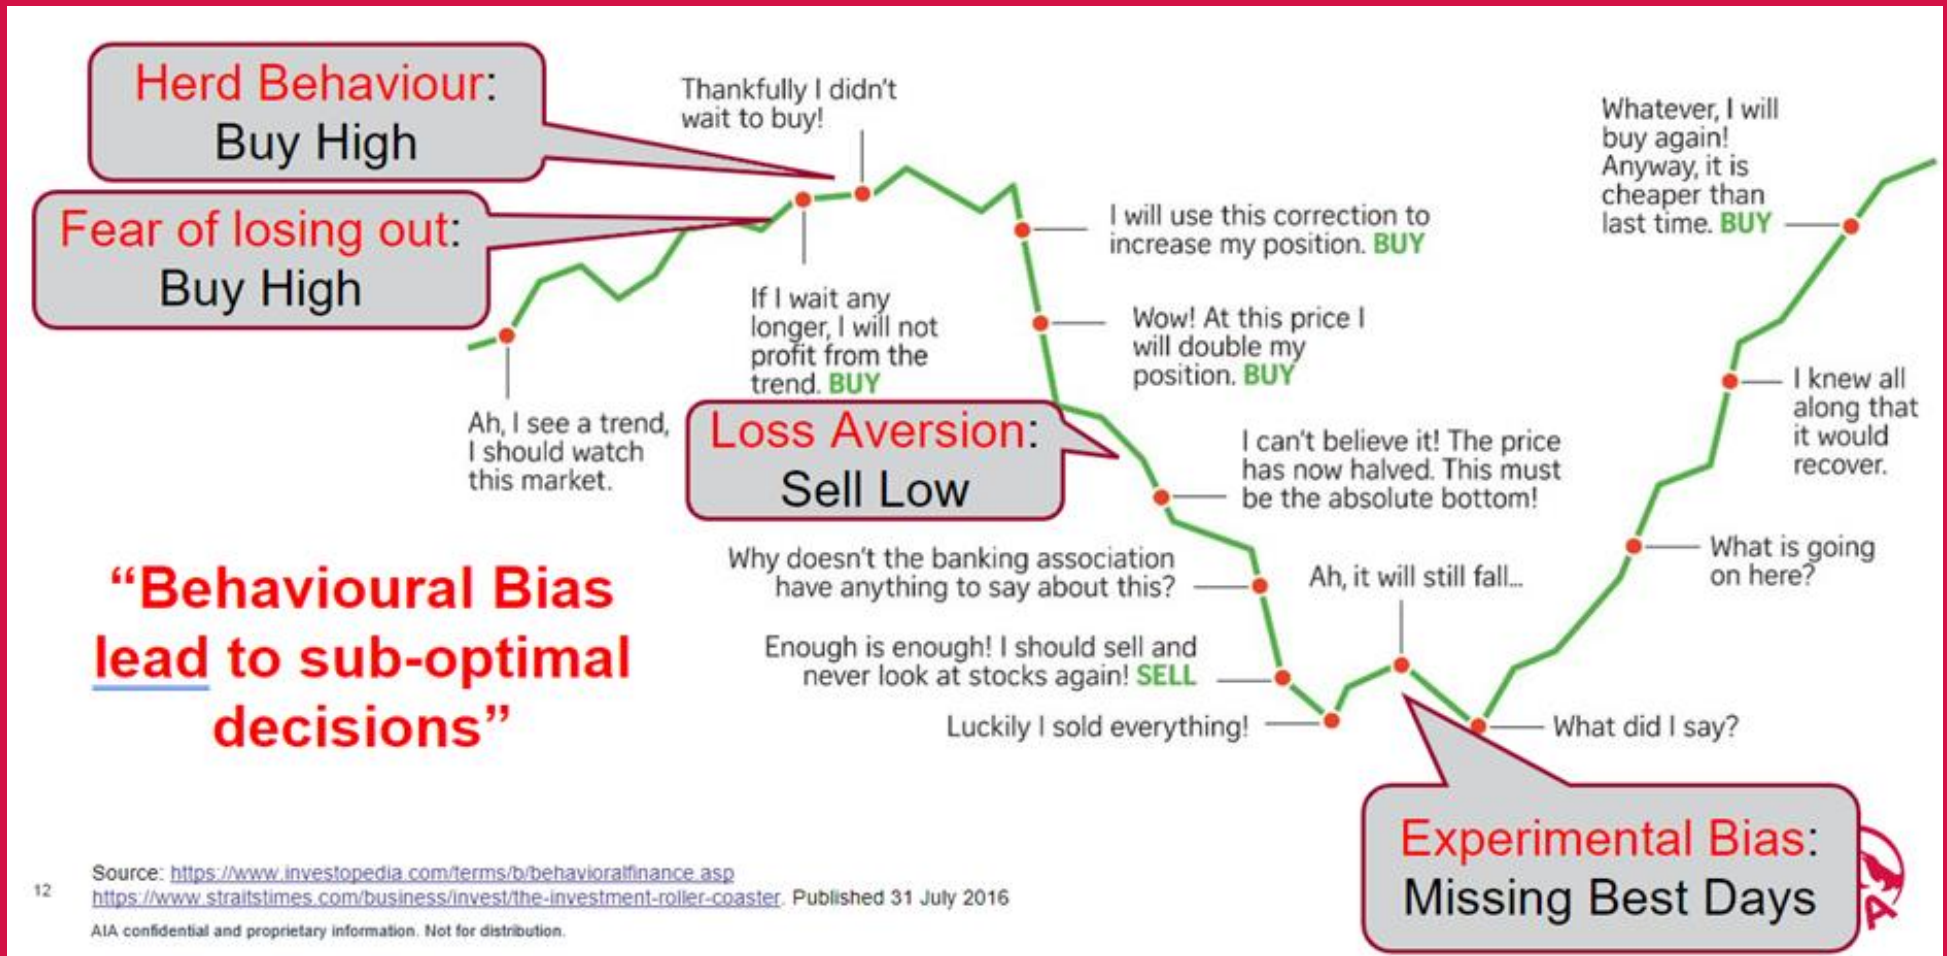 Herd Behaviour:
Buy High
Fear of losing out:
Buy High
Thankfully I didn't
wait to buy!
Ah, I see a trend,
I should watch
this market.
If I wait any
longer, I will not
profit from the
trend. BUY
I will use this correction to
increase my position. BUY
Wow! At this price I
will double my
position. BUY
Loss Aversion:
Sell Low
I can't believe it! The price
has now halved. This must
be the absolute bottom!
Why doesn't the banking association
have anything to say about this?
Enough is enough! I should sell and
never look at stocks again! SELL
Luckily I sold everything!
Ah, it will still fall...
What did I say?
What is going
on here?
I knew all
along that
it would
recover.
Whatever, I will
buy again!
Anyway, it is
cheaper than
last time. BUY
Experimental Bias:
Missing Best Days
“Behavioural Bias
lead to sub-optimal
decisions”
Source: https://www.investopedia.com/terms/b/behavioralfinance.asp
https://www.straitstimes.com/business/invest/the-investment-roller-coaster. Published 31 July 2016
12
AIA confidential and proprietary information. Not for distribution.